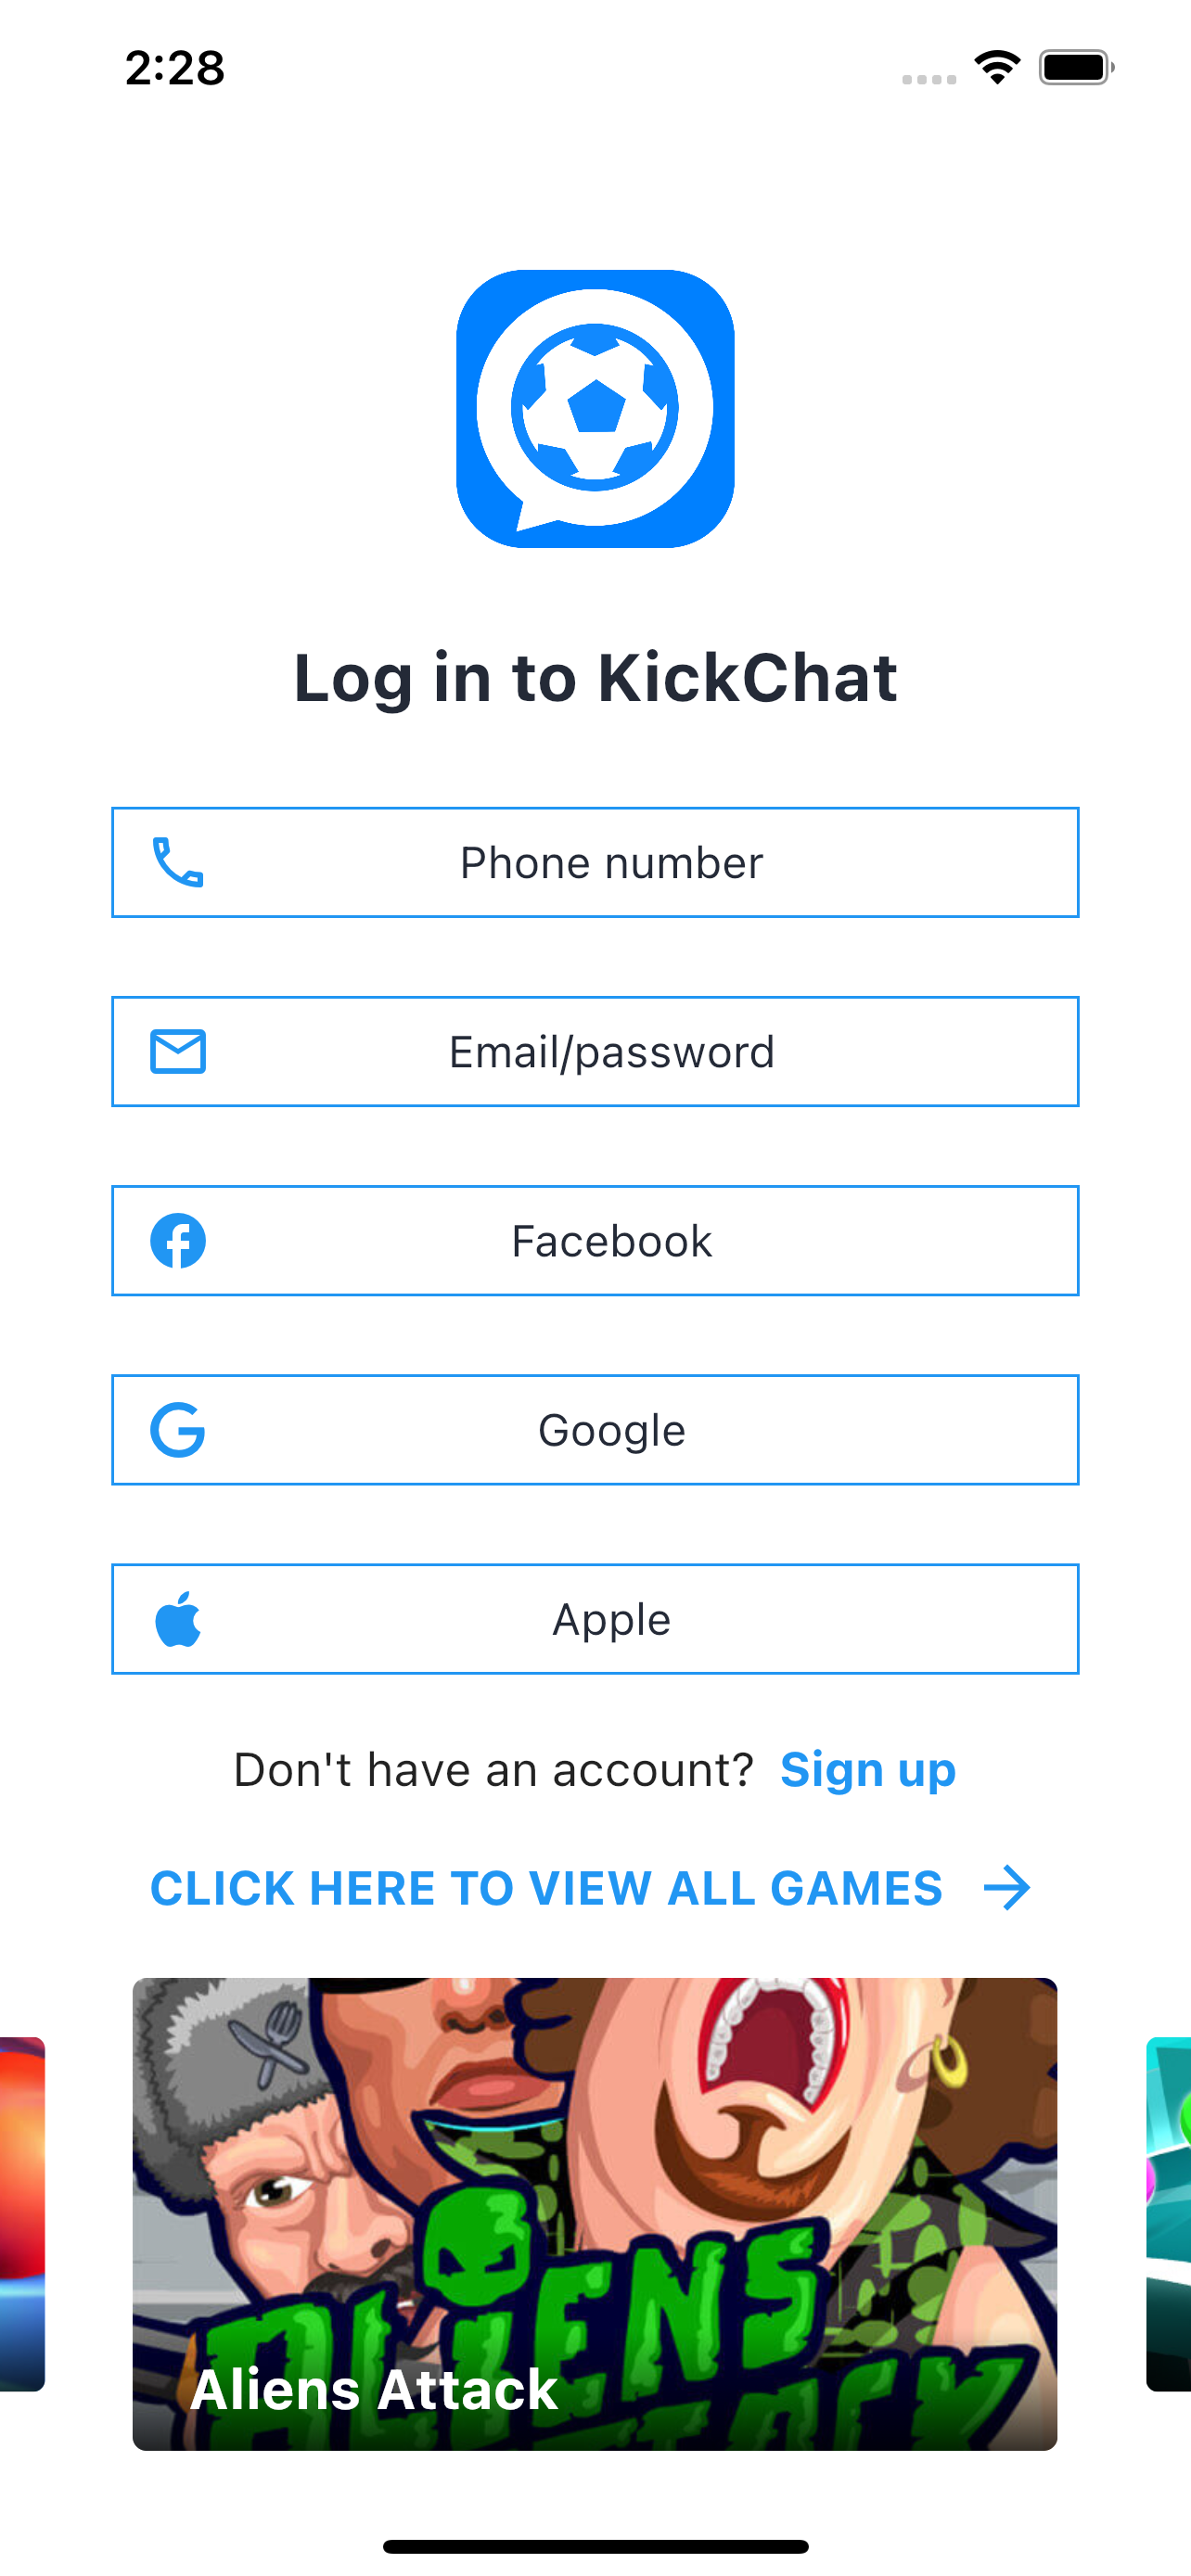 2:28
Log in to KickChat
Phone number
Email/password
Facebook
Google
Apple
Don't have an account? Sign up
CLICK HERE TO VIEW ALL GAMES
ALIENS
ATTACK
Aliens Attack